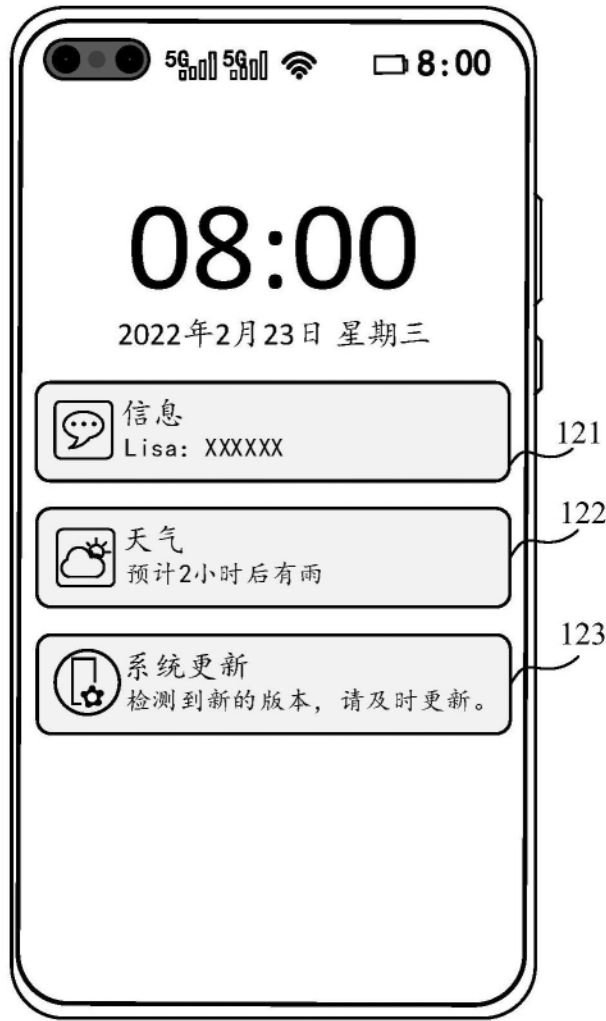 5G 5G 8:00
08:00
2022年2月23日 星期三
信息
Lisa: XXXXXX
121
天气
预计2小时后有雨
122
系统更新
检测到新的版本，请及时更新。
123